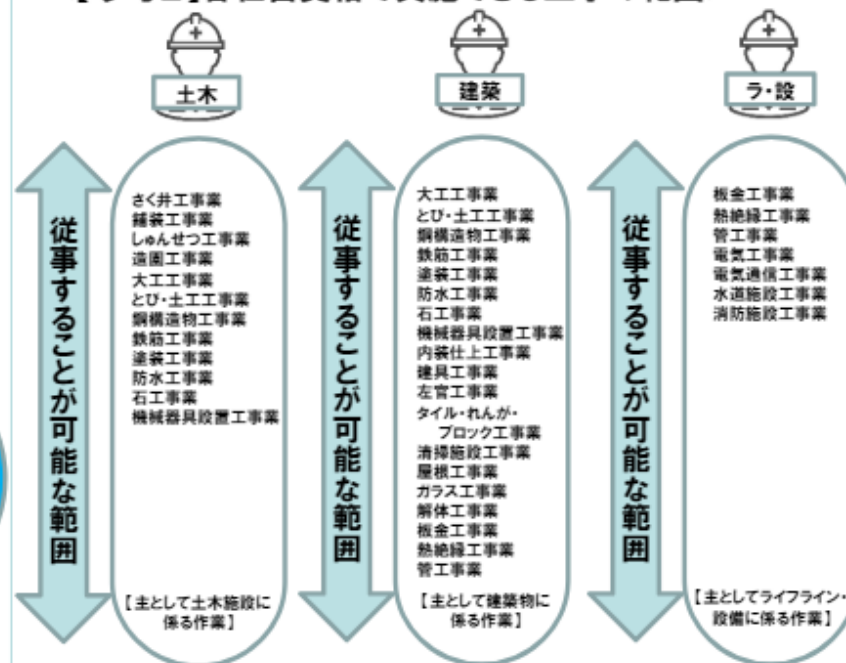 土木
従事することが可能な範囲
さく井工事業
舗装工事業
しゅんせつ工事業
造園工事業
大工工事業
とび・土工工事業
鋼構造物工事業
鉄筋工事業
塗装工事業
防水工事業
石工事業
機械器具設置工事業
【主として土木施設に
係る作業】
建築
従事することが可能な範囲
大工工事業
とび・土工工事業
鋼構造物工事業
鉄筋工事業
塗装工事業
防水工事業
石工事業
機械器具設置工事業
内装仕上工事業
建具工事業
左官工事業
タイル・れんが・
ブロック工事業
清掃施設工事業
屋根工事業
ガラス工事業
解体工事業
板金工事業
熱絶縁工事業
管工事業
【主として建築物に
係る作業】
ラ・設
従事することが可能な範囲
板金工事業
熱絶縁工事業
管工事業
電気工事業
電気通信工事業
水道施設工事業
消防施設工事業
【主としてライフライン・
設備に係る作業】